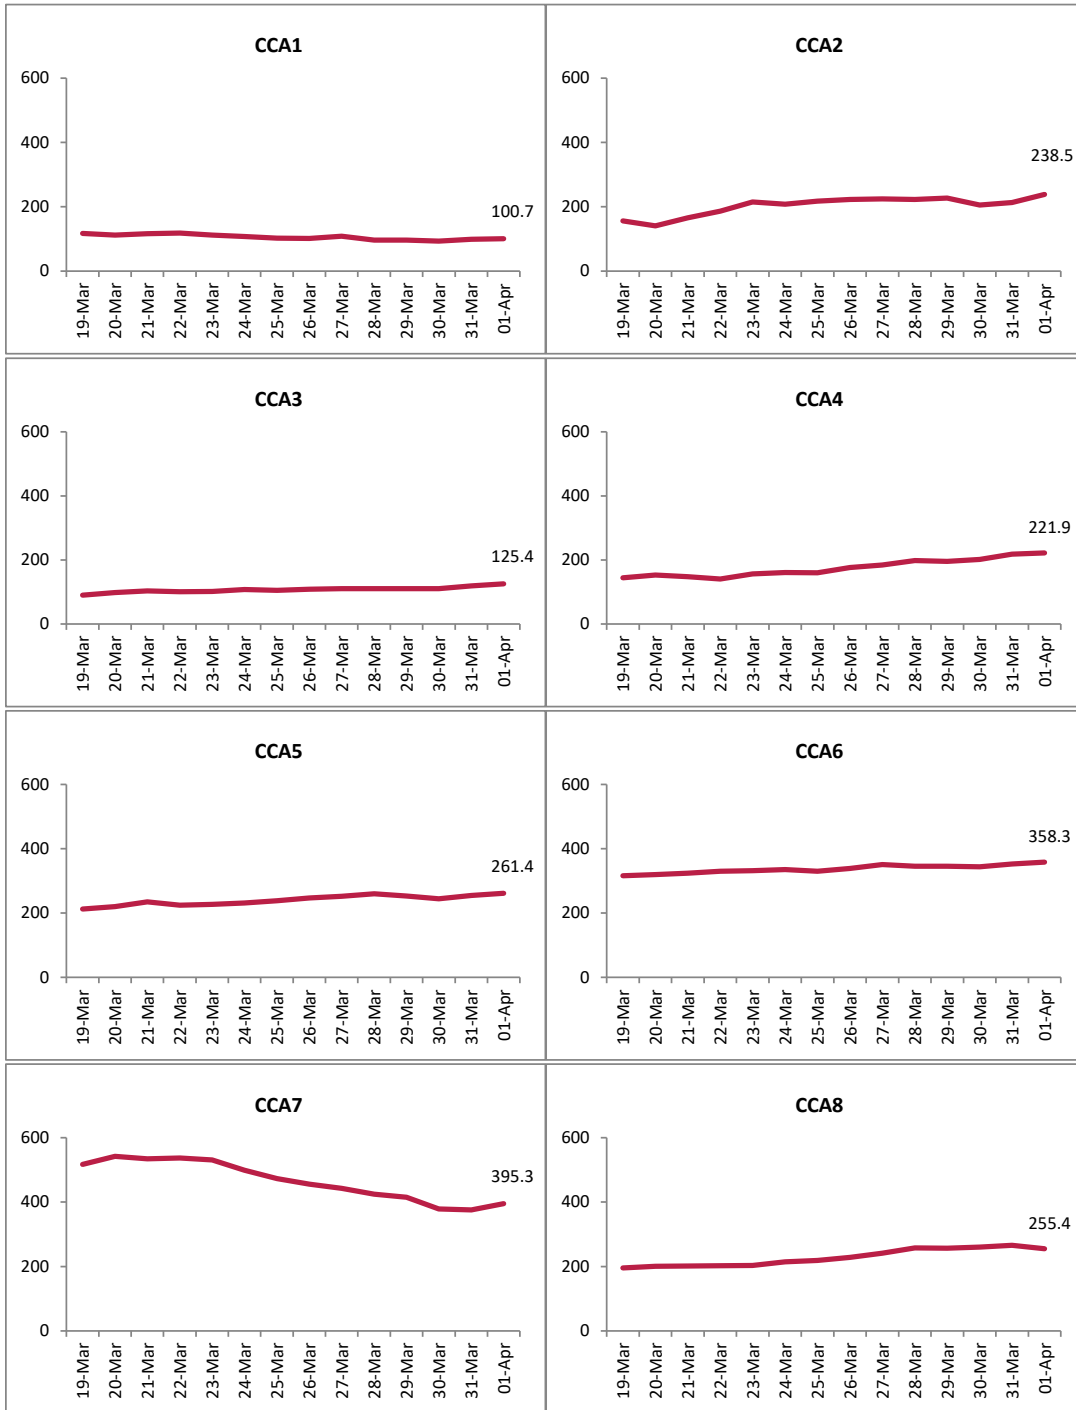 CCA1
600
400
200
0
100.7
19-Mar
20-Mar
21-Mar
22-Mar
23-Mar
24-Mar
25-Mar
26-Mar
27-Mar
28-Mar
29-Mar
30-Mar
31-Mar
01-Apr
CCA2
600
400
200
0
238.5
19-Mar
20-Mar
21-Mar
22-Mar
23-Mar
24-Mar
25-Mar
26-Mar
27-Mar
28-Mar
29-Mar
30-Mar
31-Mar
01-Apr
CCA3
600
400
200
0
125.4
19-Mar
20-Mar
21-Mar
22-Mar
23-Mar
24-Mar
25-Mar
26-Mar
27-Mar
28-Mar
29-Mar
30-Mar
31-Mar
01-Apr
CCA4
600
400
200
0
221.9
19-Mar
20-Mar
21-Mar
22-Mar
23-Mar
24-Mar
25-Mar
26-Mar
27-Mar
28-Mar
29-Mar
30-Mar
31-Mar
01-Apr
CCA5
600
400
200
0
261.4
19-Mar
20-Mar
21-Mar
22-Mar
23-Mar
24-Mar
25-Mar
26-Mar
27-Mar
28-Mar
29-Mar
30-Mar
31-Mar
01-Apr
CCA6
600
400
200
0
358.3
19-Mar
20-Mar
21-Mar
22-Mar
23-Mar
24-Mar
25-Mar
26-Mar
27-Mar
28-Mar
29-Mar
30-Mar
31-Mar
01-Apr
CCA7
600
400
200
0
395.3
19-Mar
20-Mar
21-Mar
22-Mar
23-Mar
24-Mar
25-Mar
26-Mar
27-Mar
28-Mar
29-Mar
30-Mar
31-Mar
01-Apr
CCA8
600
400
200
0
255.4
19-Mar
20-Mar
21-Mar
22-Mar
23-Mar
24-Mar
25-Mar
26-Mar
27-Mar
28-Mar
29-Mar
30-Mar
31-Mar
01-Apr